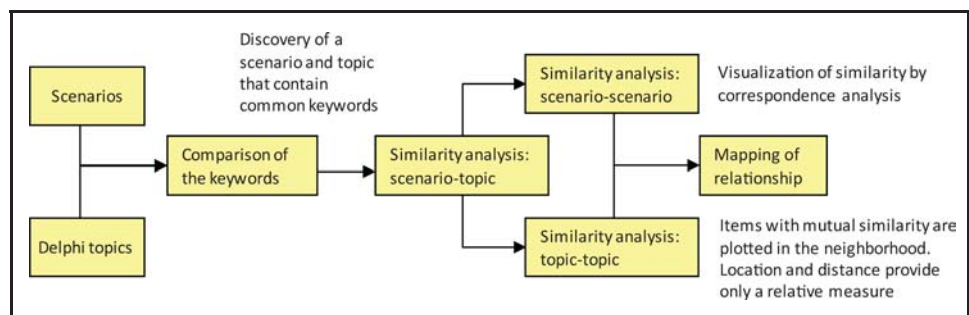 Discovery of a
scenario and topic
that contain
common keywords
Scenarios
Delphi topics
Comparison of
the keywords
Similarity analysis:
scenario-topic
Similarity analysis:
scenario-scenario
Similarity analysis:
topic-topic
Visualization of similarity by
correspondence analysis
Mapping of
relationship
Items with mutual similarity are
plotted in the neighborhood.
Location and distance provide
only a relative measure